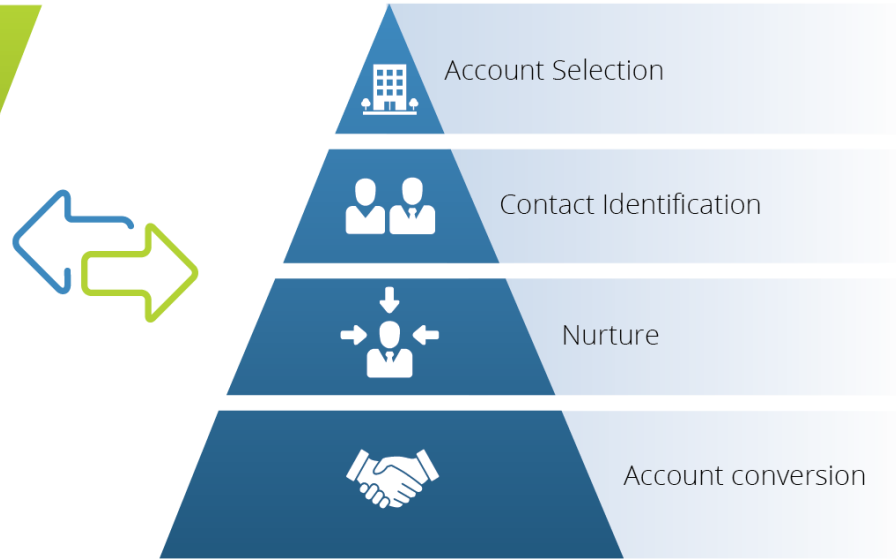 Account Selection
Contact Identification
Nurture
Account conversion